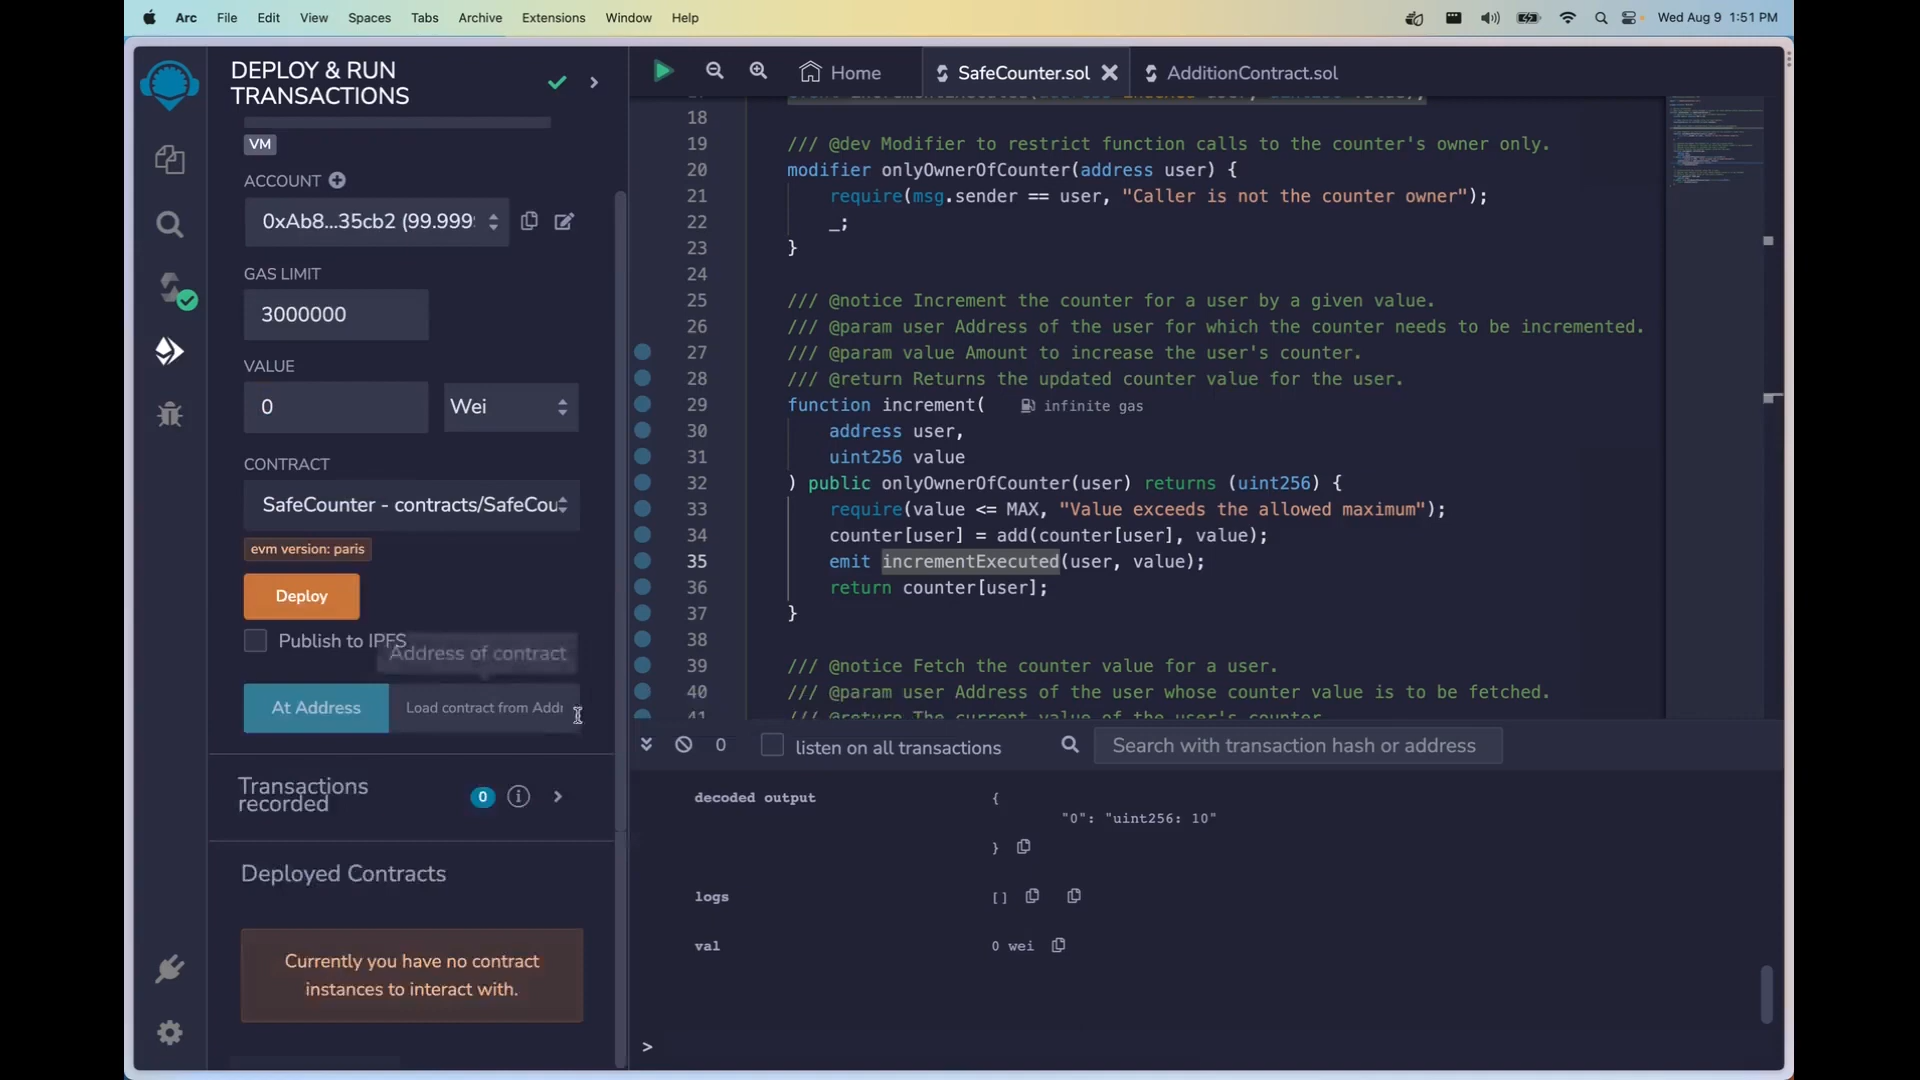 Arc File Edit View Spaces Tabs Archive Extensions Window Help Wed Aug 9 1:51 PM
DEPLOY & RUN
TRANSACTIONS
VM
ACCOUNT
0xAb8...35cb2 (99.999
GAS LIMIT
3000000
VALUE
0 Wei
CONTRACT
SafeCounter - contracts/SafeCou
evm version: paris
Deploy
Publish to IPFS
Address of contract
At Address Load contract from Addr
Transactions
recorded
0
Deployed Contracts
Currently you have no contract
instances to interact with.
Home SafeCounter.sol AdditionContract.sol
18
19 /// @dev Modifier to restrict function calls to the counter's owner only.
20 modifier onlyOwnerOfCounter(address user) {
21 require(msg.sender == user, "Caller is not the counter owner");
22 _;
23 }
24
25 /// @notice Increment the counter for a user by a given value.
26 /// @param user Address of the user for which the counter needs to be incremented.
27 /// @param value Amount to increase the user's counter.
28 /// @return Returns the updated counter value for the user.
29 function increment( infinite gas
30 address user,
31 uint256 value
32 ) public onlyOwnerOfCounter(user) returns (uint256) {
33 require(value <= MAX, "Value exceeds the allowed maximum");
34 counter[user] = add(counter[user], value);
35 emit incrementExecuted(user, value);
36 return counter[user];
37 }
38
39 /// @notice Fetch the counter value for a user.
40 /// @param user Address of the user whose counter value is to be fetched.
41 /// @return The current value of the user's counter
0 listen on all transactions Search with transaction hash or address
decoded output {
"0": "uint256: 10"
}
logs []
val 0 wei
>